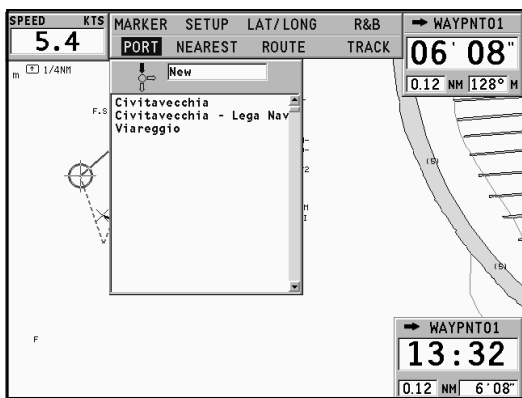 SPEED KTS
5.4
MARKER SETUP LAT/LONG R&B
PORT NEAREST ROUTE TRACK
WAYPNT01
06' 08"
0.12 NM 128° M
m 1/4NM
New
Civitavecchia
Civitavecchia - Lega Nav
Viareggio
F.S
2
M
I
(S)
(S)
F
WAYPNT01
13:32
0.12 NM 6'08"